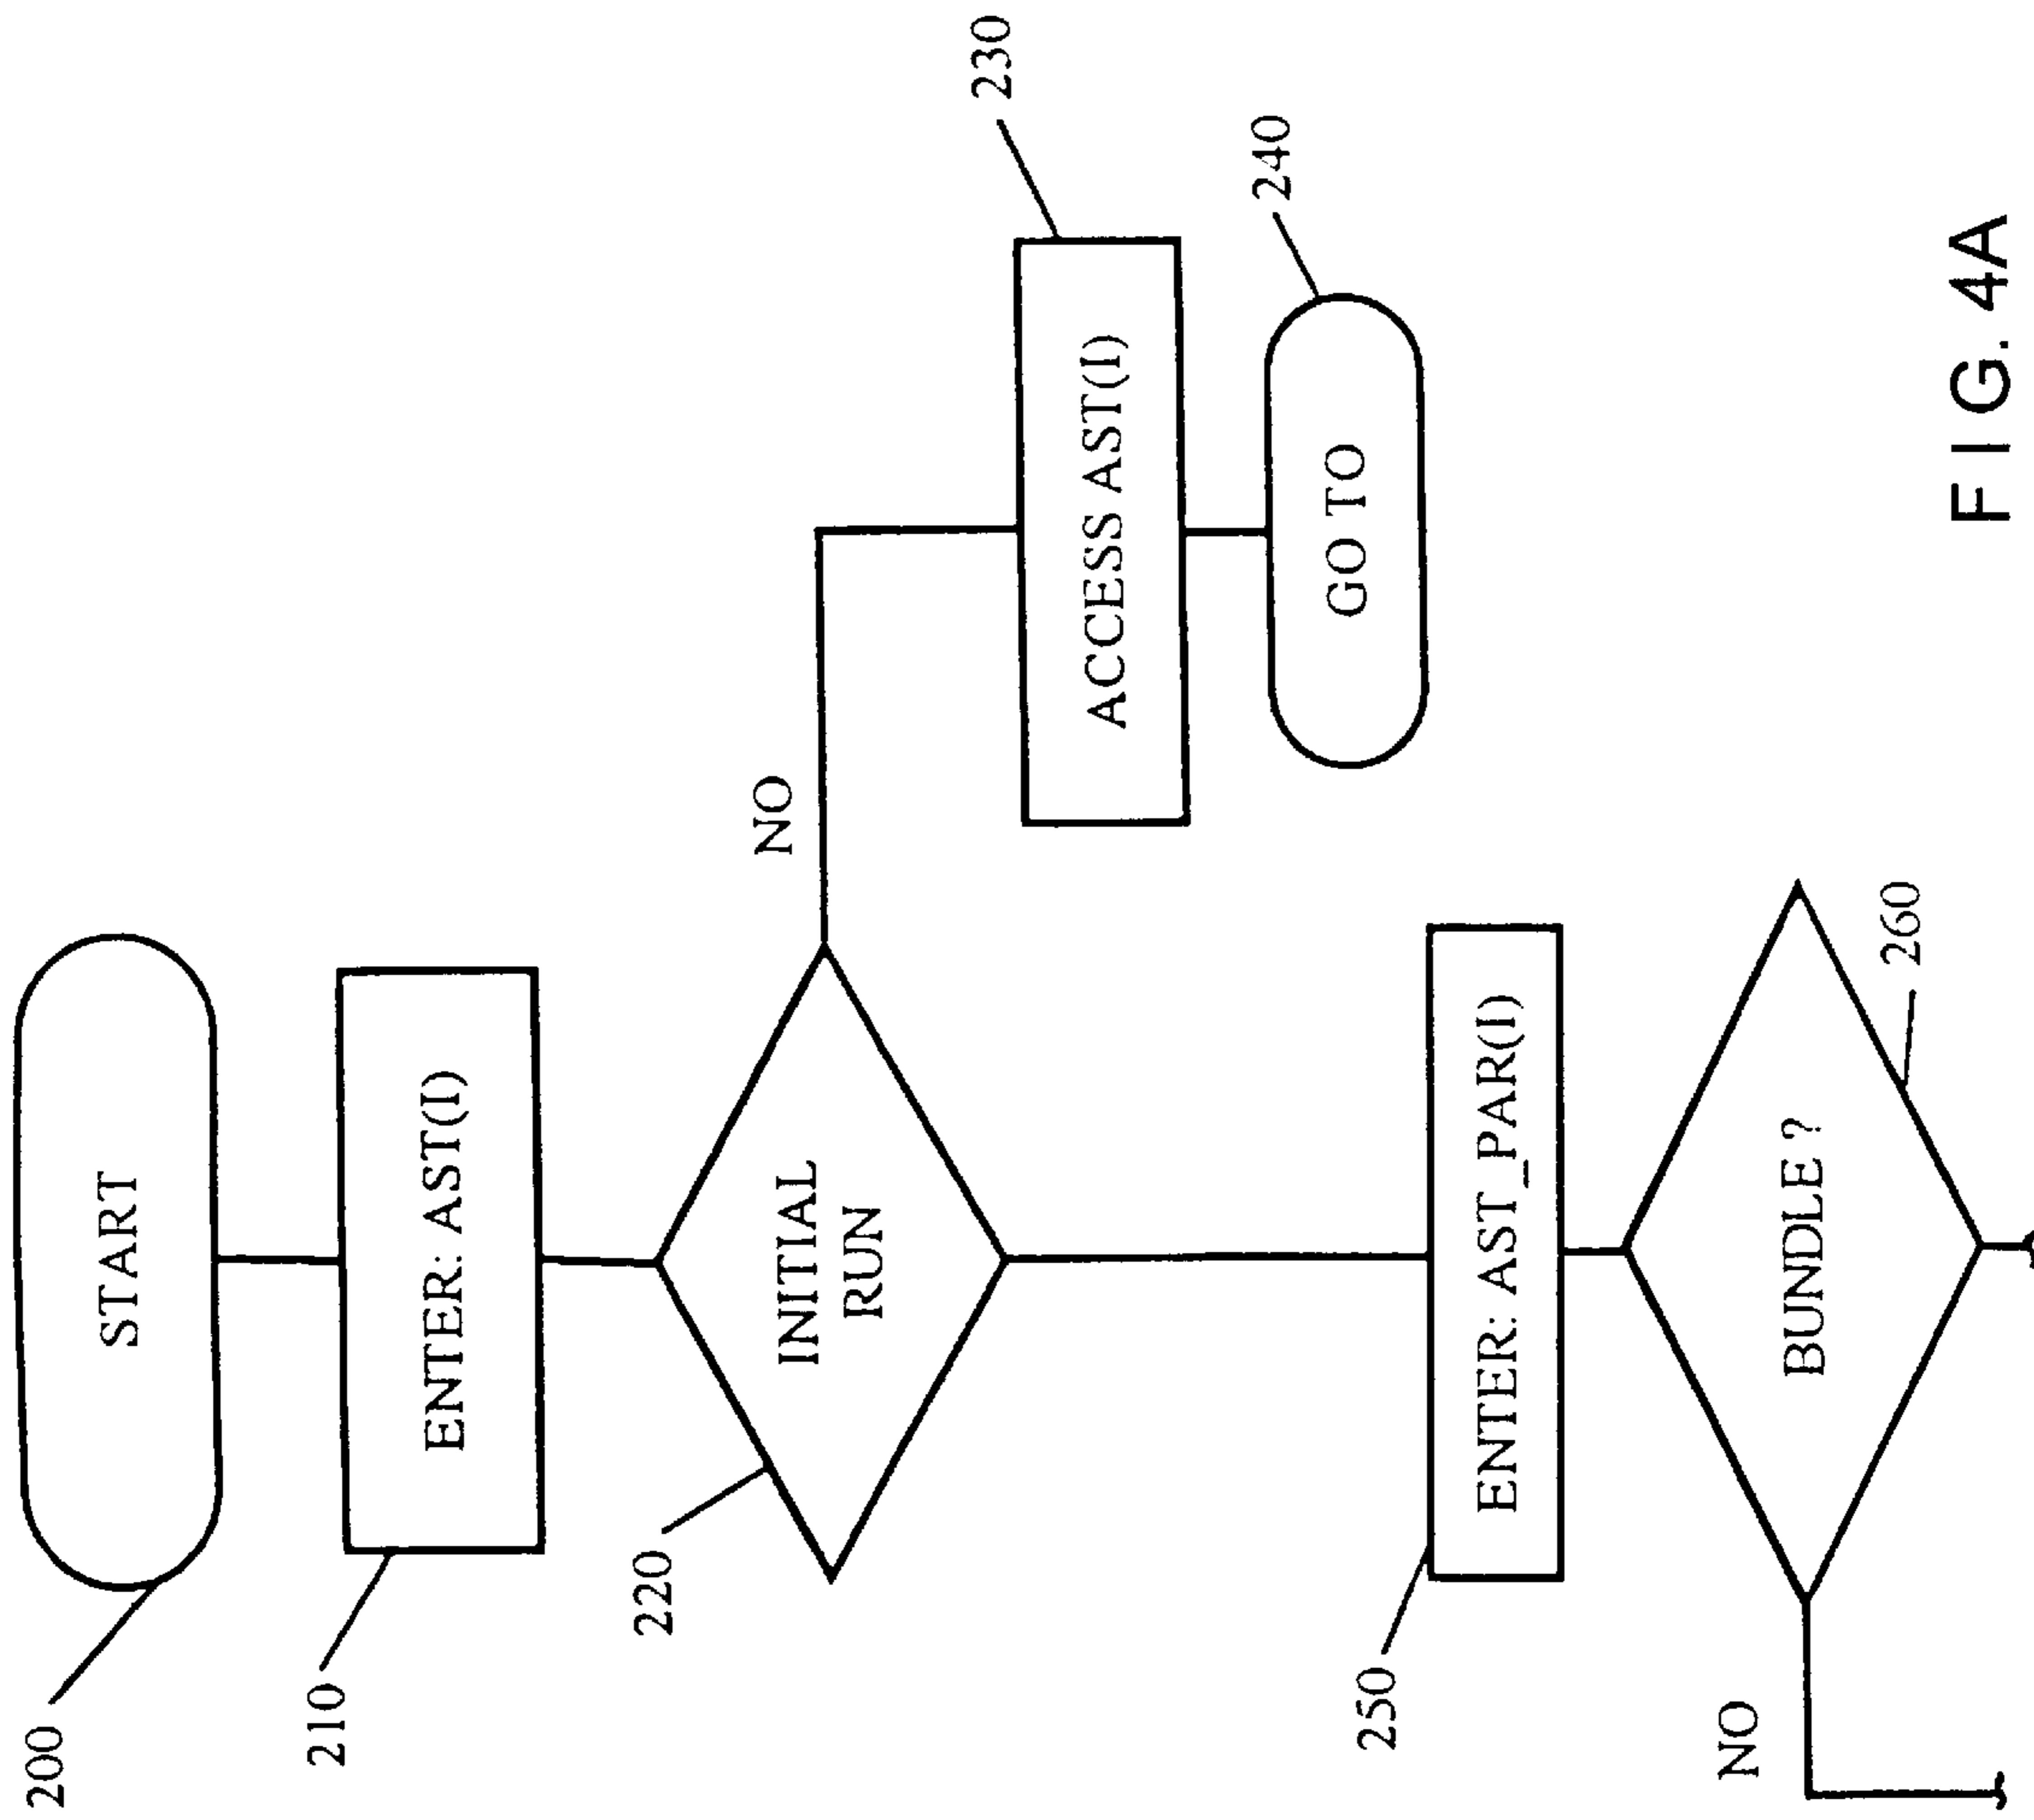 200
START
210
ENTER: AST(I)
220
INITIAL
RUN
NO
230
ACCESS AST(I)
240
GO TO
250
ENTER: AST_PAR(I)
260
BUNDLE ?
NO
FIG. 4A